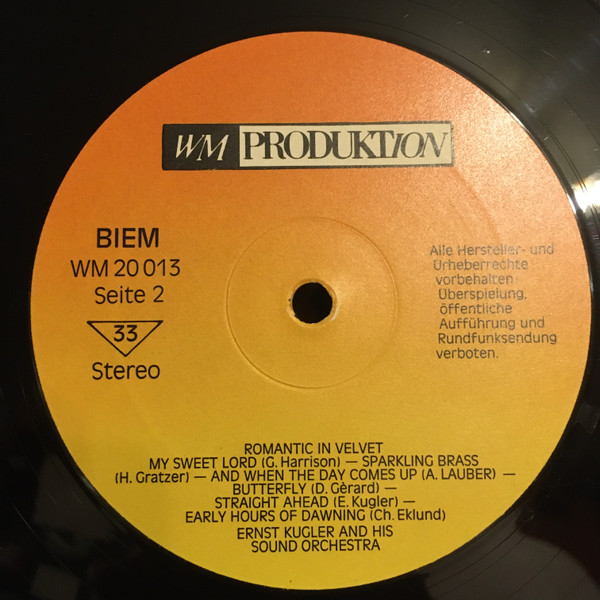 WM PRODUKTION
BIEM
WM 20 013
Seite 2
33
Stereo
Alle Hersteller- und
Urheberrechte
vorbehalten
Überspielung,
öffentliche
Aufführung und
Rundfunksendung
verboten.
ROMANTIC IN VELVET
MY SWEET LORD (G. Harrison) — SPARKLING BRASS
(H. Gratzer) — AND WHEN THE DAY COMES UP (A. LAUBER) —
BUTTERFLY (D. Gèrard) —
STRAIGHT AHEAD (E. Kugler) —
EARLY HOURS OF DAWNING (Ch. Eklund)
ERNST KUGLER AND HIS
SOUND ORCHESTRA